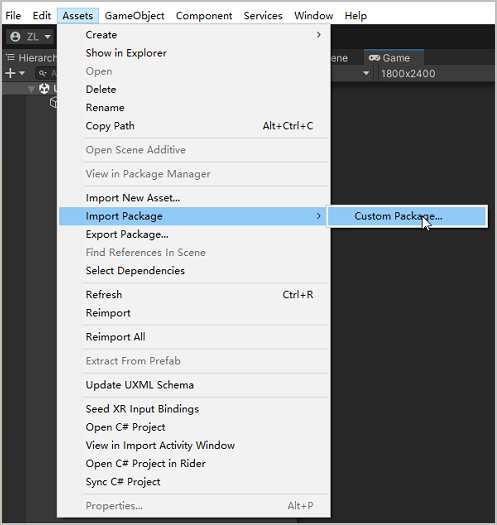 File Edit Assets GameObject Component Services Window Help
ZL
Hierarch
ene Game
1800x2400
Create
Show in Explorer
Open
Delete
Rename
Copy Path Alt+Ctrl+C
Open Scene Additive
View in Package Manager
Import New Asset...
Import Package Custom Package...
Export Package...
Find References In Scene
Select Dependencies
Refresh Ctrl+R
Reimport
Reimport All
Extract From Prefab
Update UXML Schema
Seed XR Input Bindings
Open C# Project
View in Import Activity Window
Open C# Project in Rider
Sync C# Project
Properties... Alt+P